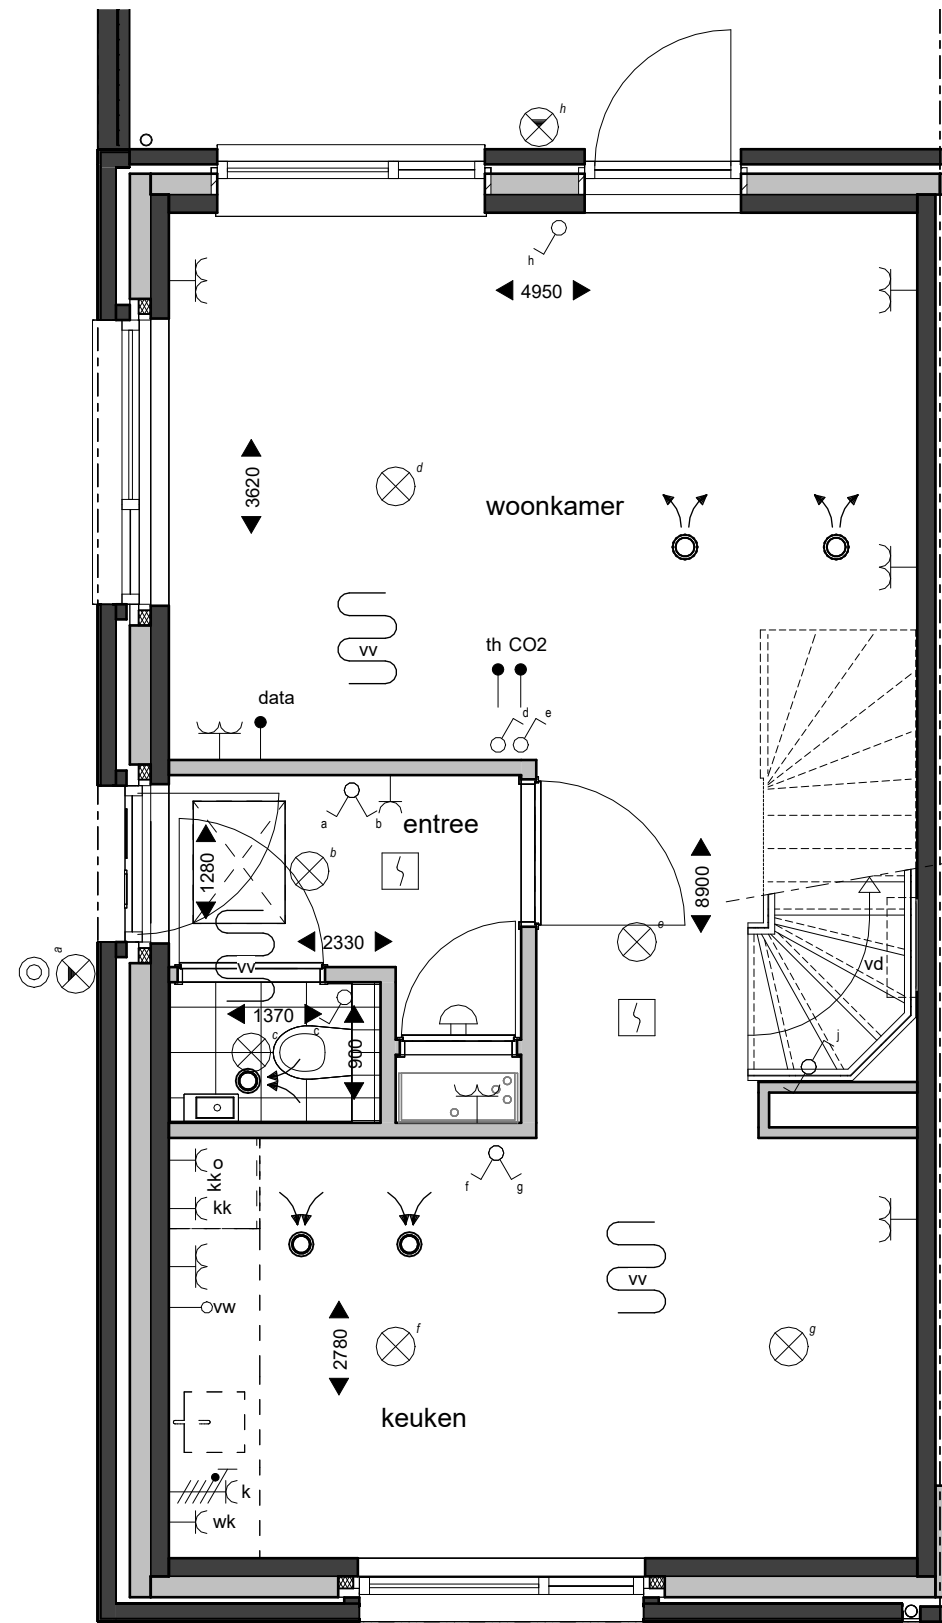 h
h
4950
3620
d
woonkamer
vv
th CO2
data
d e
a b
entree
b
1280
8900
2330
e
a
vv
vd
1370
c c
900
j
f g
kk o
kk
vv
vw
2780
f
g
keuken
k
wk